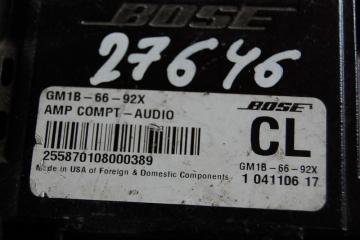 BOSE
27646
GM1B-66-92X
AMP COMPT-AUDIO
BOSE
CL
255870108000389
GM1B-66-92X
Made in USA of Foreign & Domestic Components
1 041106 17